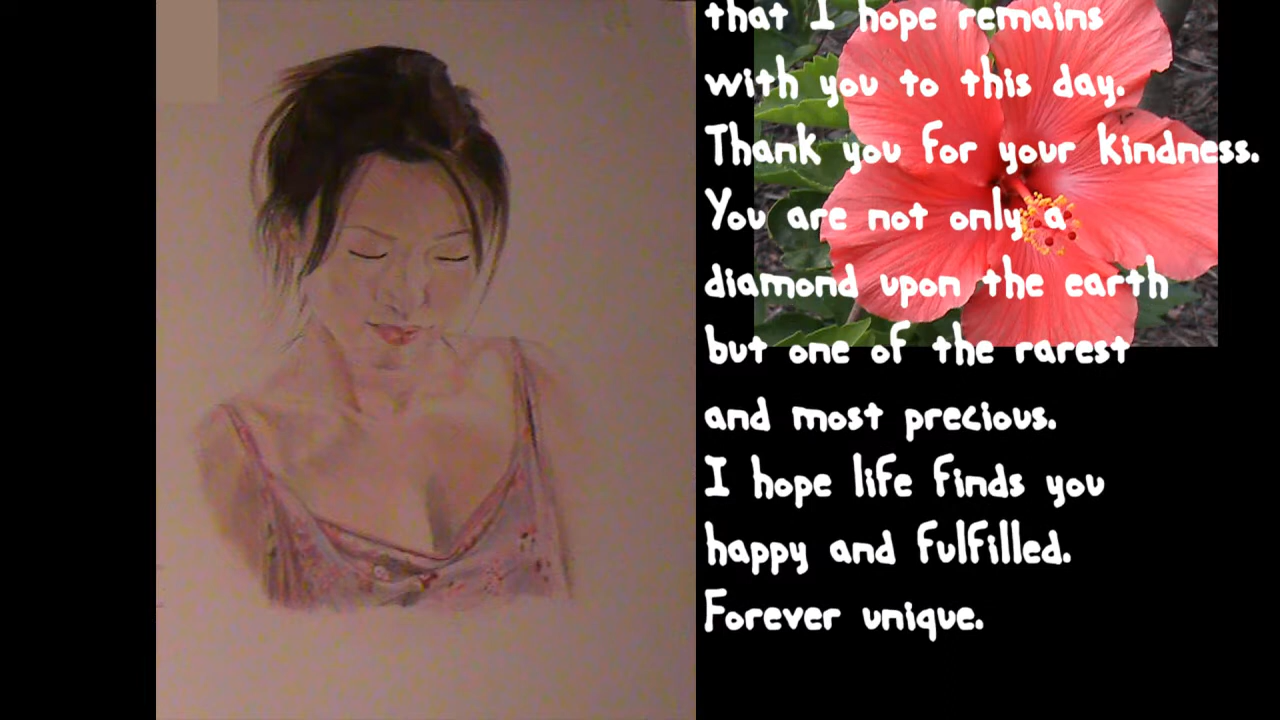 that I hope remains
with you to this day.
Thank you for your kindness.
You are not only a
diamond upon the earth
but one of the rarest
and most precious.
I hope life finds you
happy and fulfilled.
Forever unique.